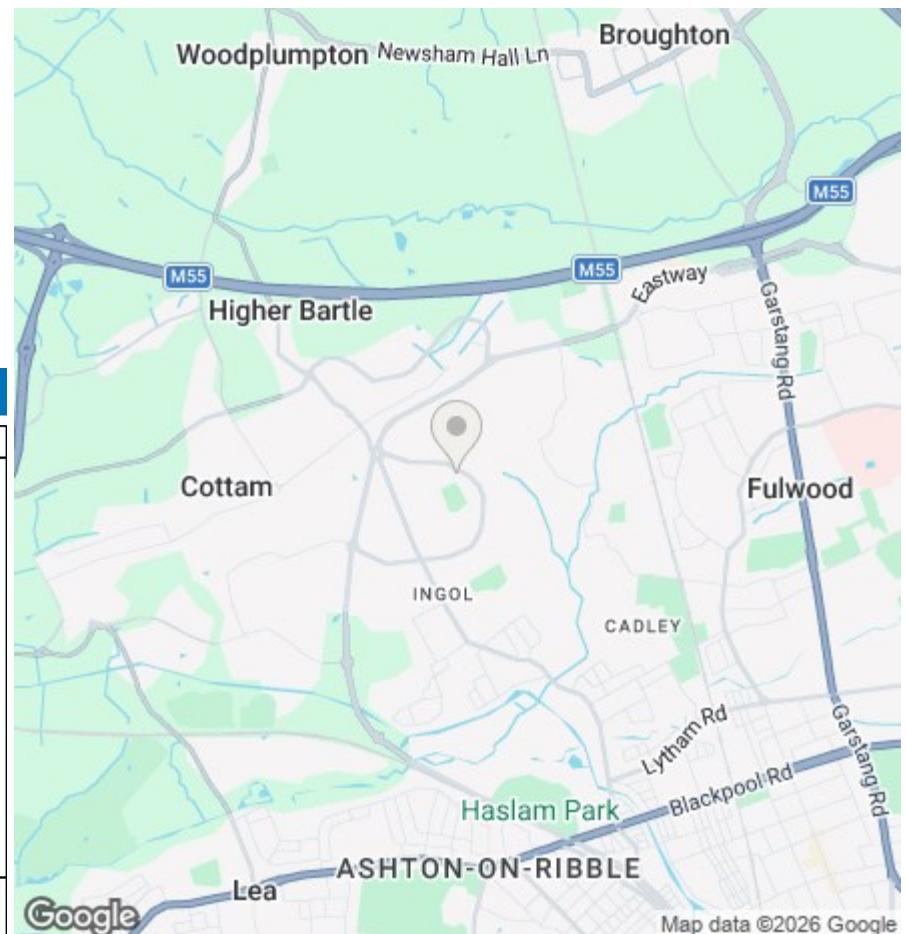 Broughton
Woodplumpton
Newsham Hall Ln
M55
M55
M55
Eastway
Higher Bartle
Garstang Rd
Cottam
Fulwood
INGOL
CADLEY
Lytham Rd
Garstang Rd
Blackpool Rd
Haslam Park
ASHTON-ON-RIBBLE
Lea
Google
Map data ©2026 Google